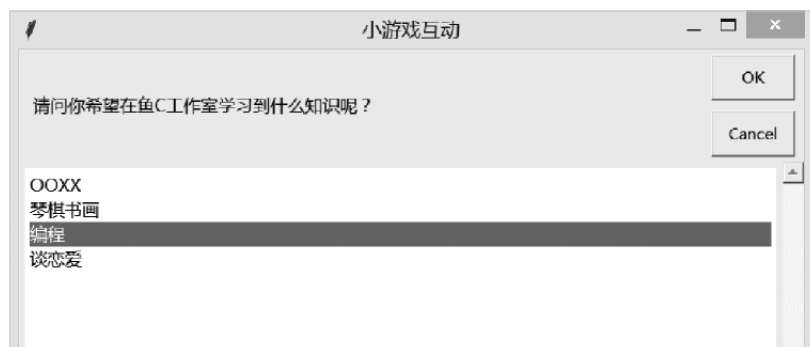 小游戏互动
OK
请问你希望在鱼C工作室学习到什么知识呢？
Cancel
OOXX
琴棋书画
编程
谈恋爱